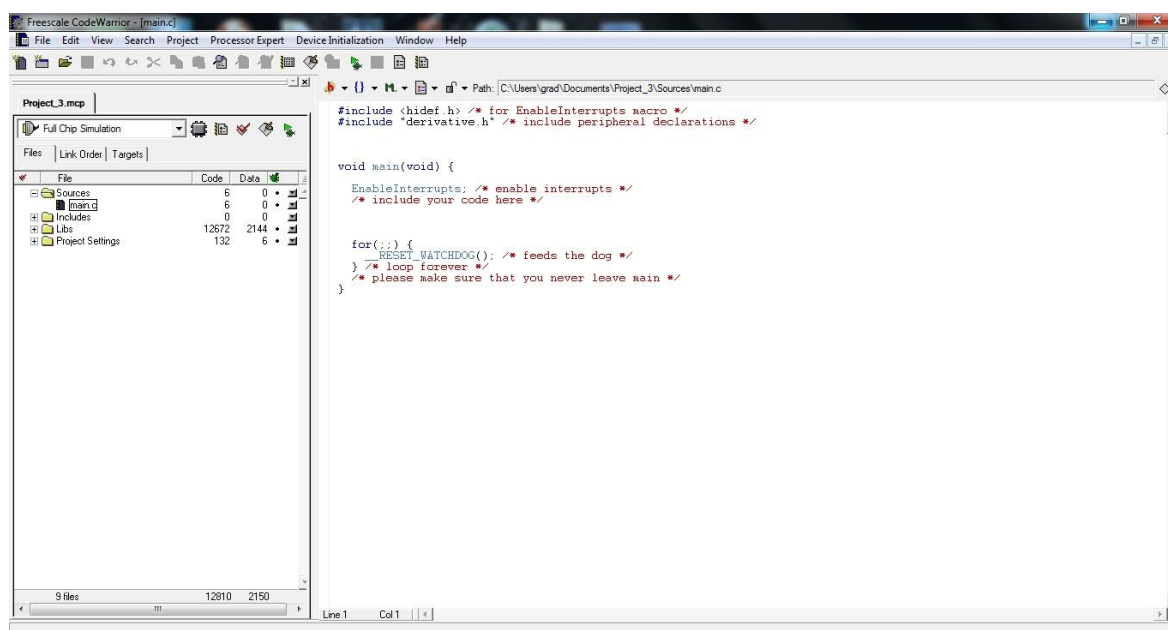 Freescale CodeWarrior - [main.c]
File Edit View Search Project Processor Expert Device Initialization Window Help
Path: C:\Users\grad\Documents\Project_3\Sources\main.c
Project_3.mcp
Full Chip Simulation
Files Link Order Targets
File Code Data
Sources 6 0
main.c 6 0
Includes 0 0
Libs 12672 2144
Project Settings 132 6
9 files 12810 2150
#include <hidef.h> /* for EnableInterrupts macro */
#include "derivative.h" /* include peripheral declarations */
void main(void) {
EnableInterrupts; /* enable interrupts */
/* include your code here */
for(;;) {
__RESET_WATCHDOG(); /* feeds the dog */
} /* loop forever */
/* please make sure that you never leave main */
}
Line 1 Col 1